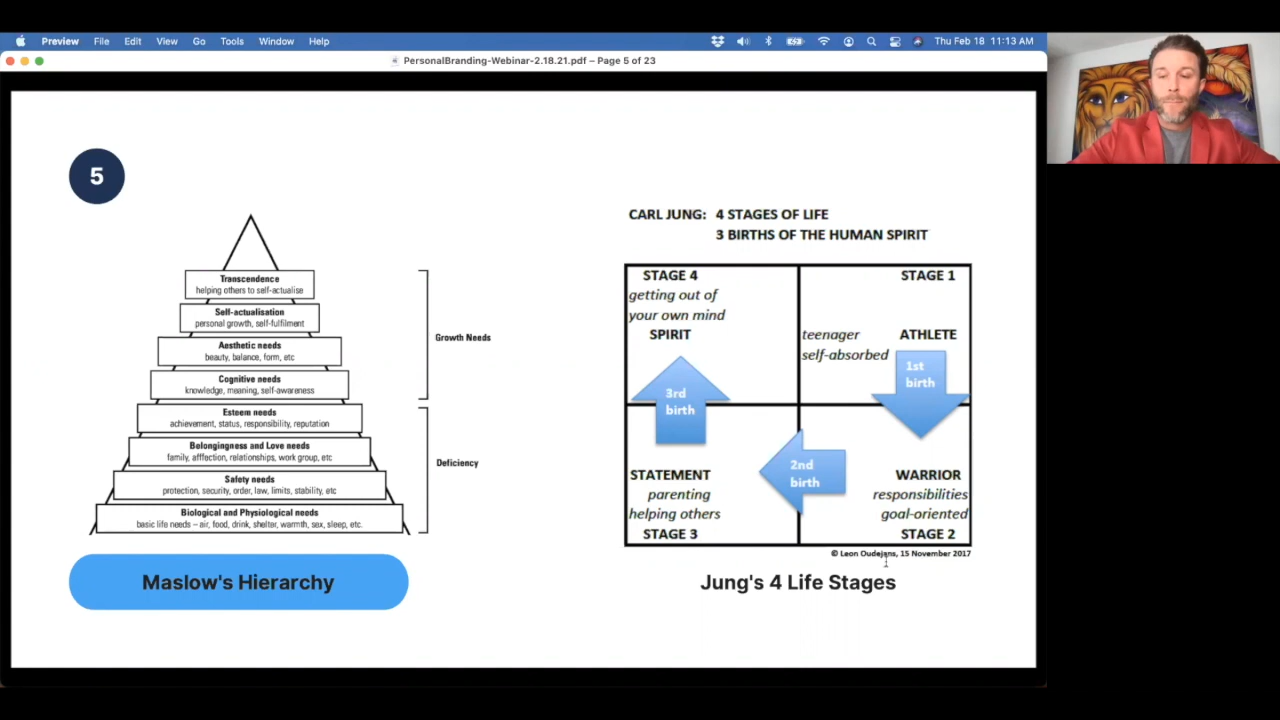 Preview File Edit View Go Tools Window Help Thu Feb 18 11:13 AM
PersonalBranding-Webinar-2.18.21.pdf – Page 5 of 23
5
Transcendence
helping others to self-actualise
Self-actualisation
personal growth, self-fulfilment
Aesthetic needs
beauty, balance, form, etc
Cognitive needs
knowledge, meaning, self-awareness
Growth Needs
Esteem needs
achievement, status, responsibility, reputation
Belongingness and Love needs
family, afffection, relationships, work group, etc
Safety needs
protection, security, order, law, limits, stability, etc
Biological and Physiological needs
basic life needs – air, food, drink, shelter, warmth, sex, sleep, etc.
Deficiency
Maslow's Hierarchy
CARL JUNG: 4 STAGES OF LIFE
3 BIRTHS OF THE HUMAN SPIRIT
STAGE 4
getting out of
your own mind
SPIRIT
3rd
birth
STAGE 1
teenager ATHLETE
self-absorbed
1st
birth
STATEMENT
parenting
helping others
STAGE 3
2nd
birth
WARRIOR
responsibilities
goal-oriented
STAGE 2
© Leon Oudejans, 15 November 2017
Jung's 4 Life Stages